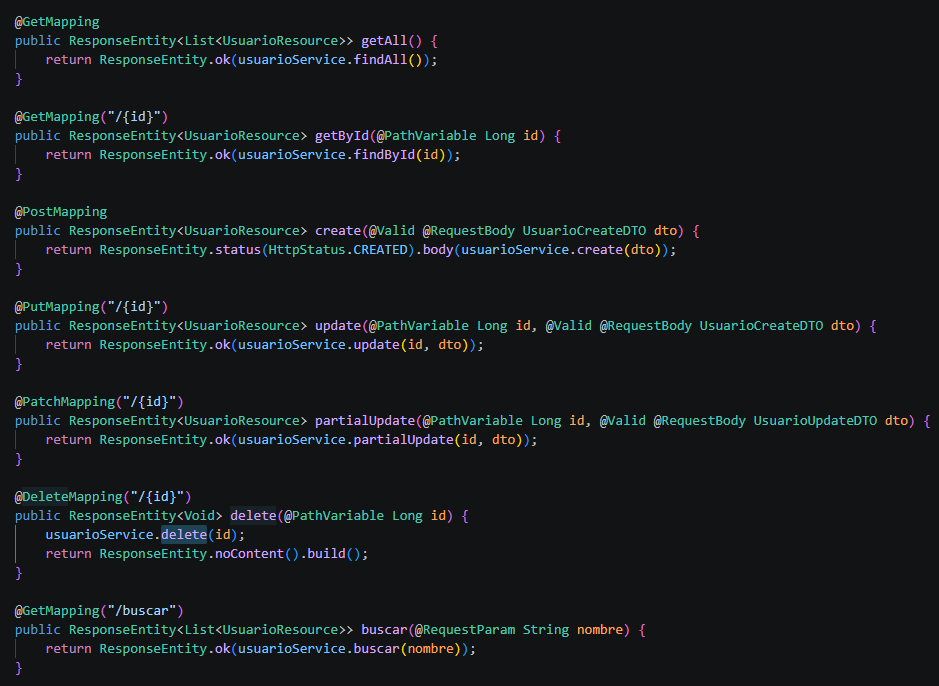 @GetMapping
public ResponseEntity<List<UsuarioResource>> getAll() {
return ResponseEntity.ok(usuarioService.findAll());
}
@GetMapping("/{id}")
public ResponseEntity<UsuarioResource> getById(@PathVariable Long id) {
return ResponseEntity.ok(usuarioService.findById(id));
}
@PostMapping
public ResponseEntity<UsuarioResource> create(@Valid @RequestBody UsuarioCreateDTO dto) {
return ResponseEntity.status(HttpStatus.CREATED).body(usuarioService.create(dto));
}
@PutMapping("/{id}")
public ResponseEntity<UsuarioResource> update(@PathVariable Long id, @Valid @RequestBody UsuarioCreateDTO dto) {
return ResponseEntity.ok(usuarioService.update(id, dto));
}
@PatchMapping("/{id}")
public ResponseEntity<UsuarioResource> partialUpdate(@PathVariable Long id, @Valid @RequestBody UsuarioUpdateDTO dto) {
return ResponseEntity.ok(usuarioService.partialUpdate(id, dto));
}
@DeleteMapping("/{id}")
public ResponseEntity<Void> delete(@PathVariable Long id) {
usuarioService.delete(id);
return ResponseEntity.noContent().build();
}
@GetMapping("/buscar")
public ResponseEntity<List<UsuarioResource>> buscar(@RequestParam String nombre) {
return ResponseEntity.ok(usuarioService.buscar(nombre));
}